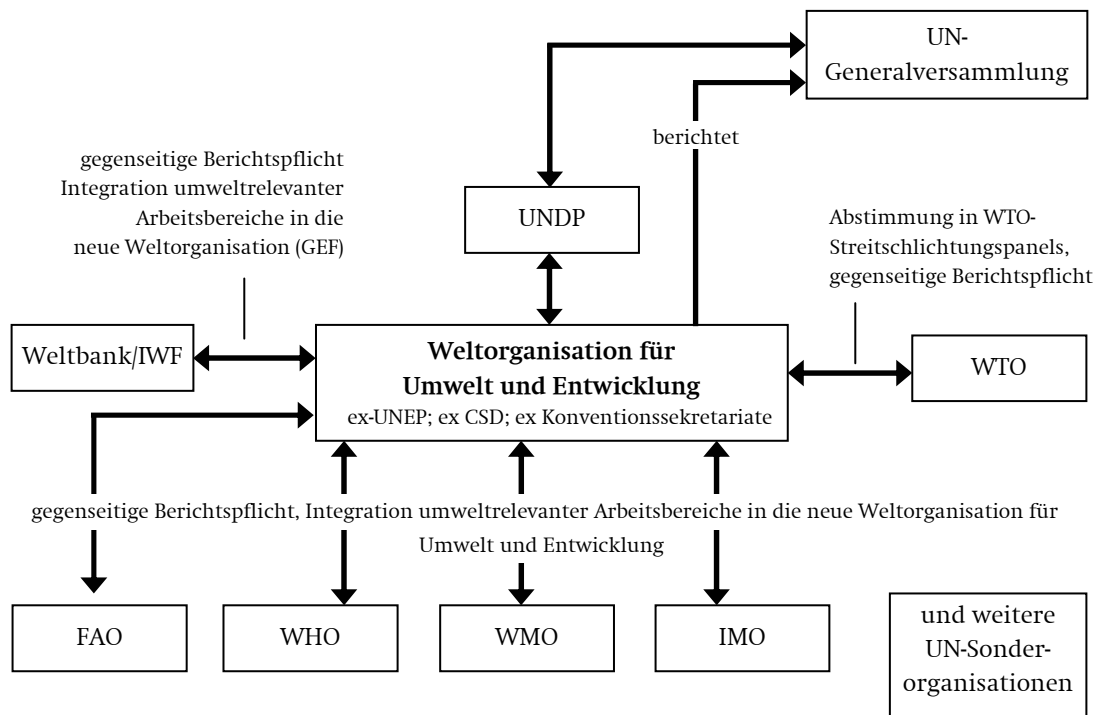 UN-
Generalversammlung
berichtet
gegenseitige Berichtspflicht
Integration umweltrelevanter
Arbeitsbereiche in die
neue Weltorganisation (GEF)
UNDP
Abstimmung in WTO-
Streitschlichtungspanels,
gegenseitige Berichtspflicht
Weltbank/IWF
Weltorganisation für
Umwelt und Entwicklung
ex-UNEP; ex CSD; ex Konventionssekretariate
WTO
gegenseitige Berichtspflicht, Integration umweltrelevanter Arbeitsbereiche in die neue Weltorganisation für
Umwelt und Entwicklung
FAO
WHO
WMO
IMO
und weitere
UN-Sonder-
organisationen